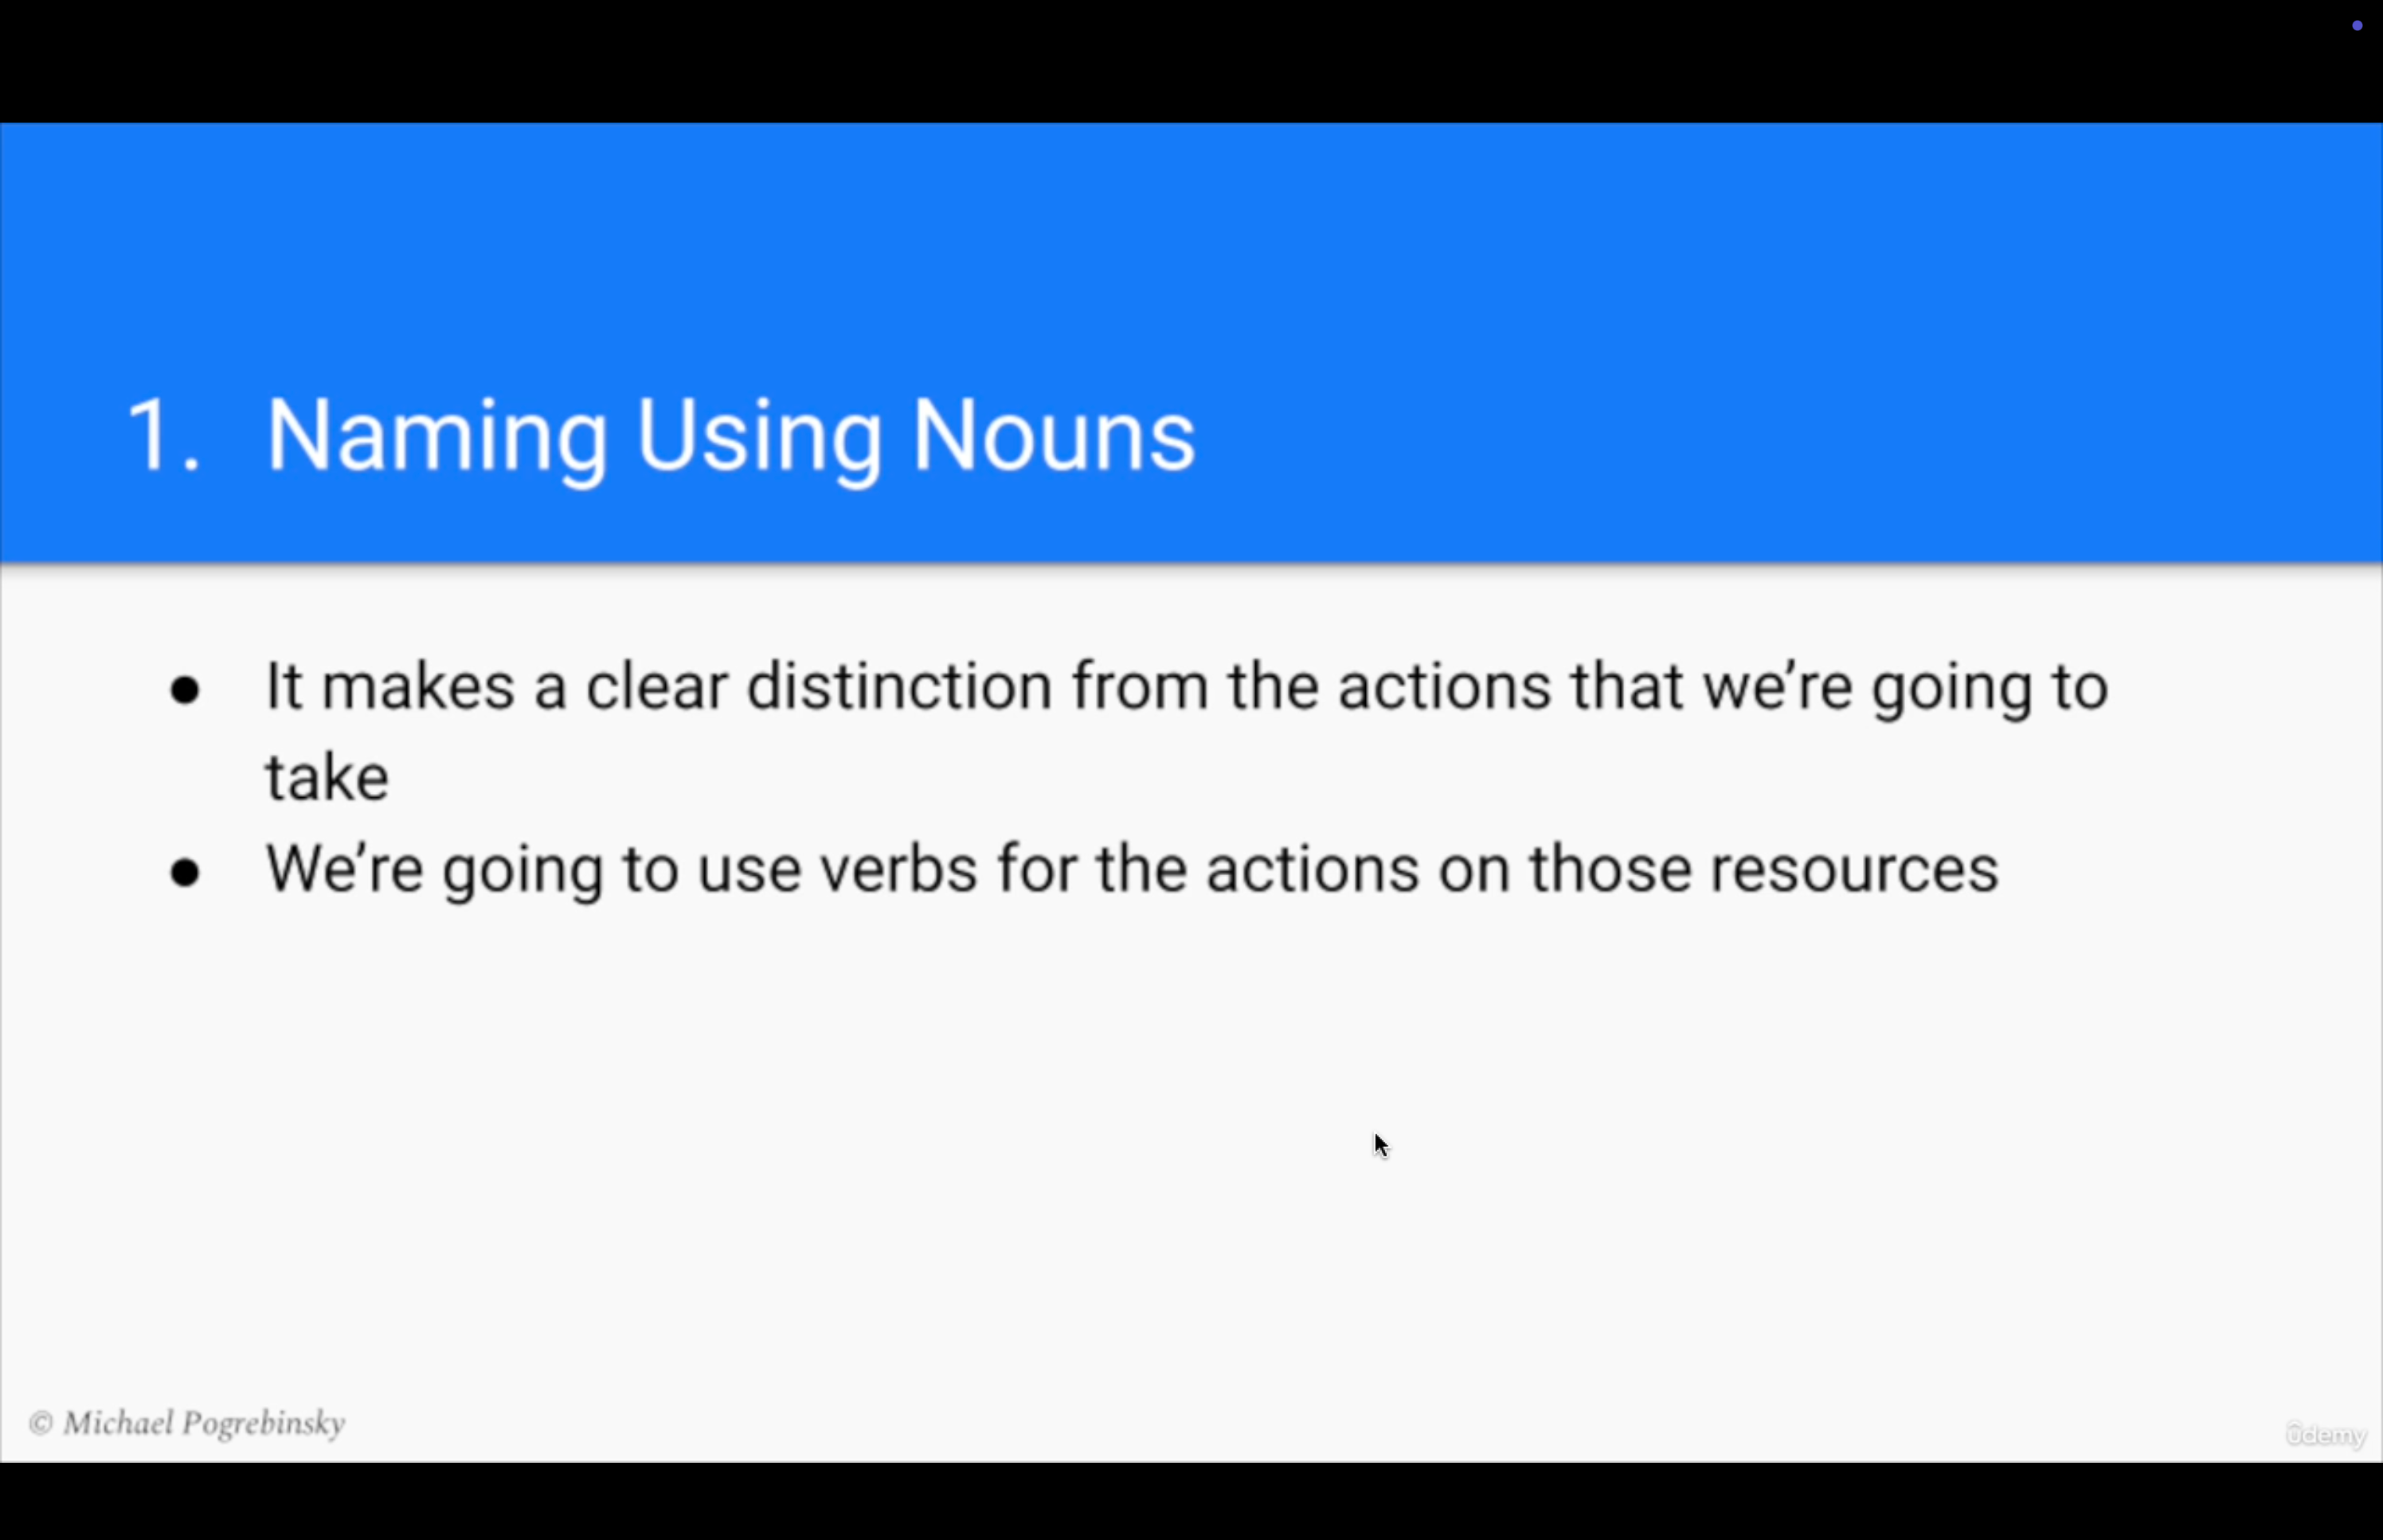 1. Naming Using Nouns
● It makes a clear distinction from the actions that we’re going to
take
● We’re going to use verbs for the actions on those resources
© Michael Pogrebinsky
ûdemy